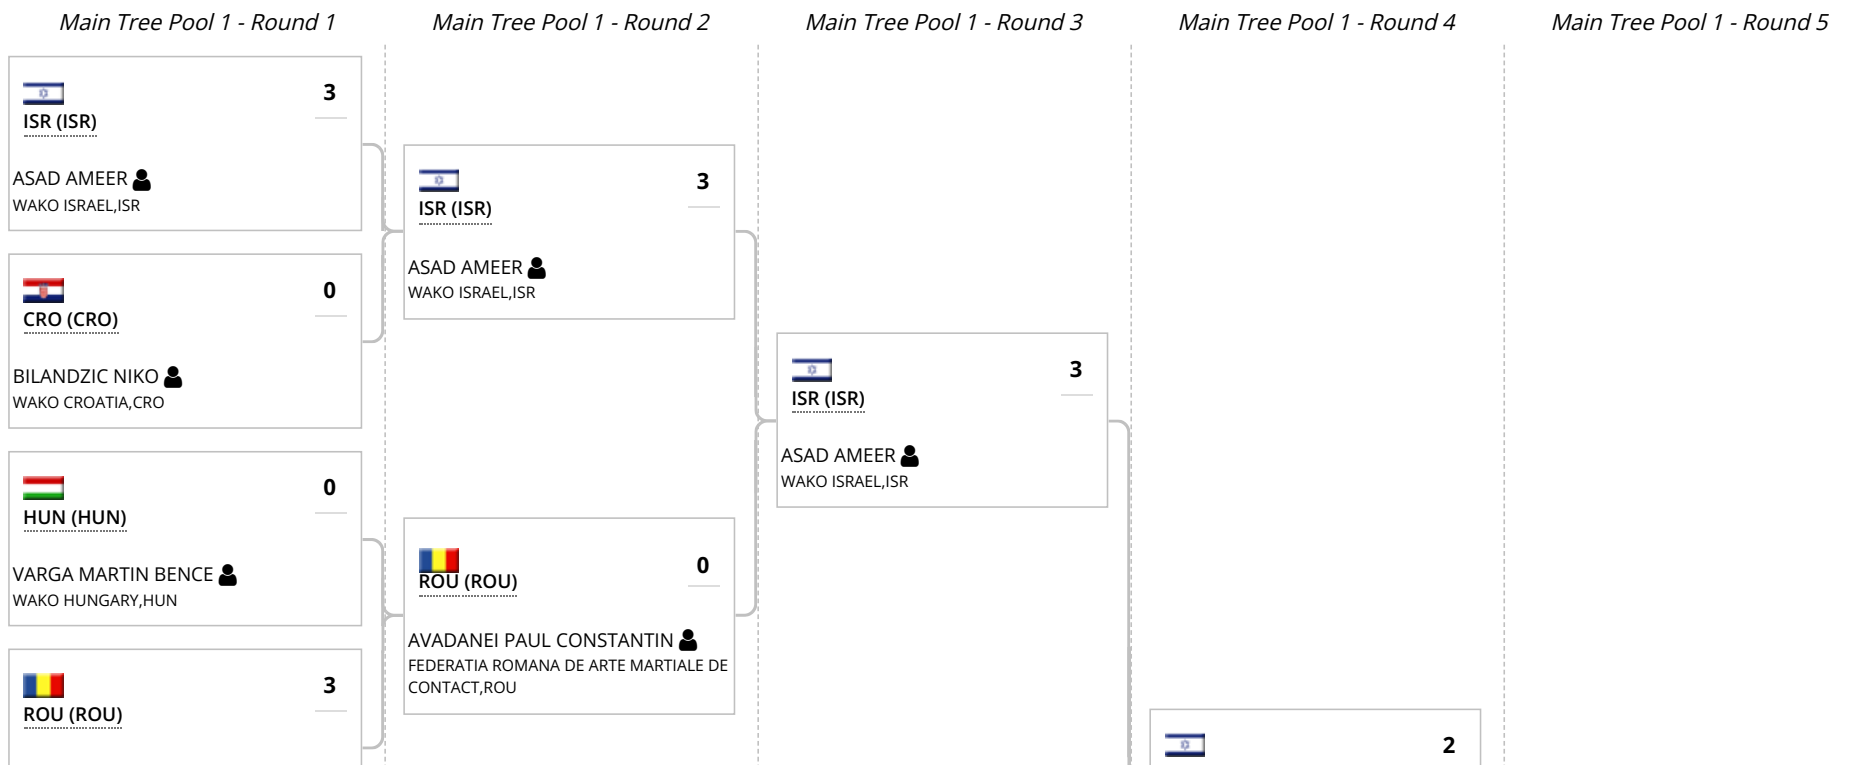 Main Tree Pool 1 - Round 1
Main Tree Pool 1 - Round 2
Main Tree Pool 1 - Round 3
Main Tree Pool 1 - Round 4
Main Tree Pool 1 - Round 5
3
ISR (ISR)
ASAD AMEER
WAKO ISRAEL,ISR
0
CRO (CRO)
BILANDZIC NIKO
WAKO CROATIA,CRO
0
HUN (HUN)
VARGA MARTIN BENCE
WAKO HUNGARY,HUN
3
ROU (ROU)
3
ISR (ISR)
ASAD AMEER
WAKO ISRAEL,ISR
0
ROU (ROU)
AVADANEI PAUL CONSTANTIN
FEDERATIA ROMANA DE ARTE MARTIALE DE
CONTACT,ROU
3
ISR (ISR)
ASAD AMEER
WAKO ISRAEL,ISR
2